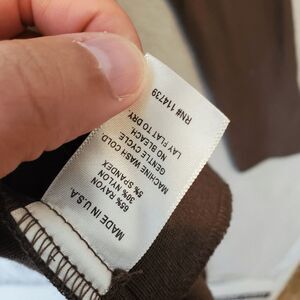 RN# 114739
MACHINE WASH COLD
GENTLE CYCLE
NO BLEACH.
LAY FLAT TO DRY.
65% RAYON
30% NYLON
5% SPANDEX
MADE IN U.S.A